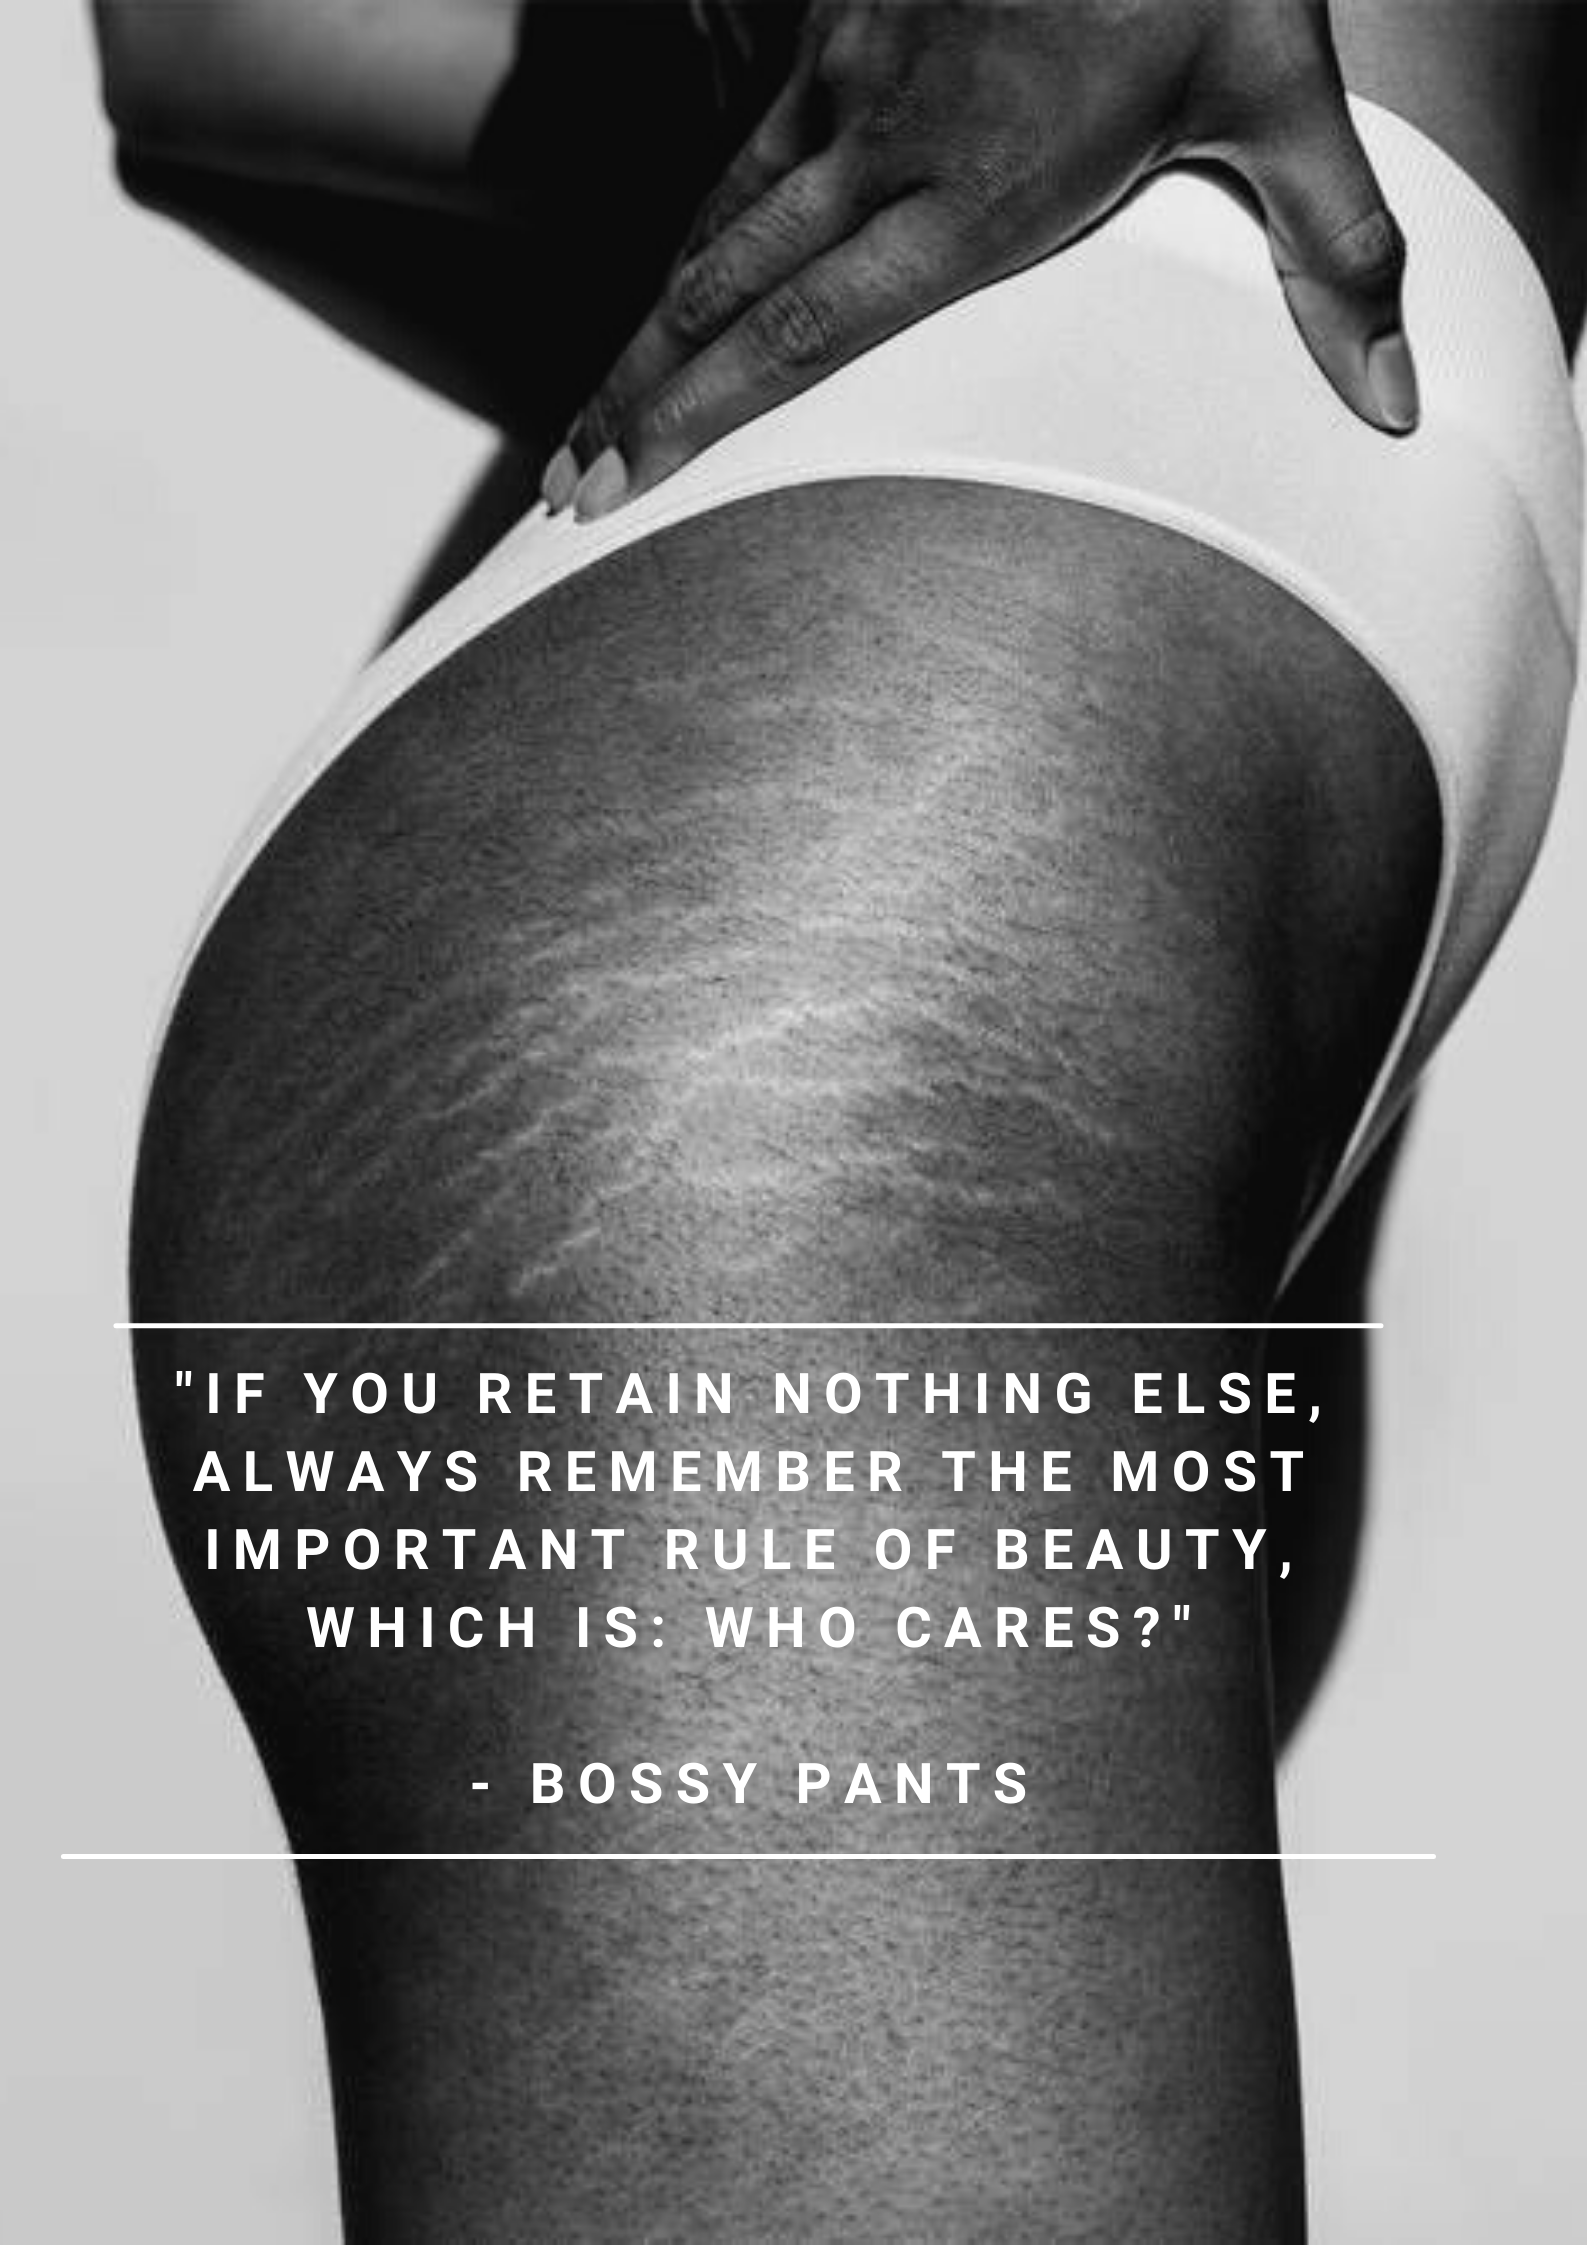 "IF YOU RETAIN NOTHING ELSE,
ALWAYS REMEMBER THE MOST
IMPORTANT RULE OF BEAUTY,
WHICH IS: WHO CARES?"
- BOSSY PANTS